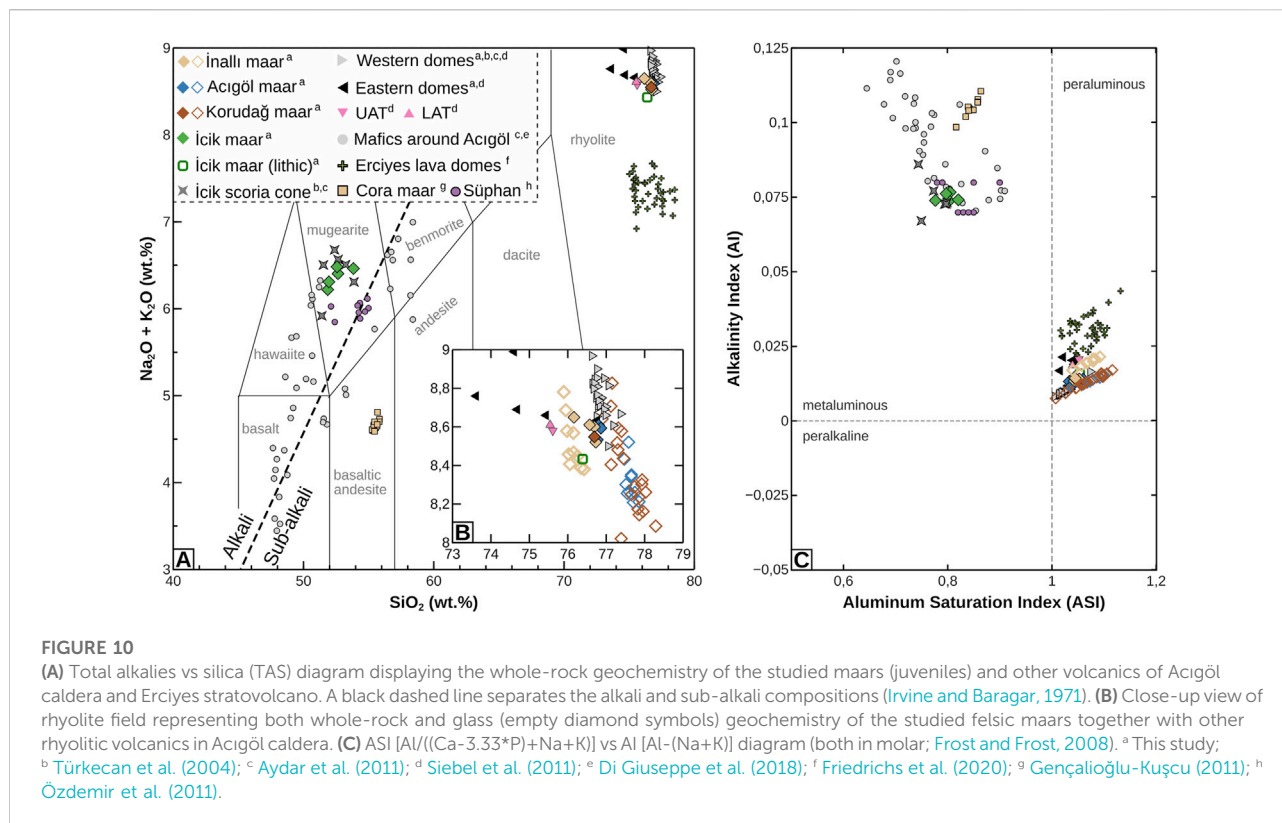 9
8
7
6
5
4
3
40
50
60
70
80
Na₂O + K₂O (wt.%)
SiO₂ (wt.%)
İnallı maar ᵃ
Acıgöl maar ᵃ
Korudağ maar ᵃ
İcik maar ᵃ
İcik maar (lithic) ᵃ
İcik scoria cone ᵇ,ᶜ
Western domes ᵃ,ᵇ,ᶜ,ᵈ
Eastern domes ᵃ,ᵈ
UAT ᵈ LAT ᵈ
Mafics around Acıgöl ᶜ,ᵉ
Erciyes lava domes ᶠ
Cora maar ᵍ Süphan ʰ
rhyolite
mugearite
benmorite
dacite
andesite
hawaiite
basalt
basaltic
andesite
Alkali
Sub-alkali
A
9
8,8
8,6
8,4
8,2
8
73 74 75 76 77 78 79
B
0,125
0,1
0,075
0,05
0,025
0
−0,025
−0,05
0,6 0,8 1 1,2
Alkalinity Index (AI)
Aluminum Saturation Index (ASI)
peraluminous
metaluminous
peralkaline
C
FIGURE 10
(A) Total alkalies vs silica (TAS) diagram displaying the whole-rock geochemistry of the studied maars (juveniles) and other volcanics of Acıgöl
caldera and Erciyes stratovolcano. A black dashed line separates the alkali and sub-alkali compositions (Irvine and Baragar, 1971). (B) Close-up view of
rhyolite field representing both whole-rock and glass (empty diamond symbols) geochemistry of the studied felsic maars together with other
rhyolitic volcanics in Acıgöl caldera. (C) ASI [Al/((Ca-3.33*P)+Na+K)] vs AI [Al-(Na+K)] diagram (both in molar; Frost and Frost, 2008). ᵃ This study;
ᵇ Türkecan et al. (2004); ᶜ Aydar et al. (2011); ᵈ Siebel et al. (2011); ᵉ Di Giuseppe et al. (2018); ᶠ Friedrichs et al. (2020); ᵍ Gençalioğlu-Kuşcu (2011); ʰ
Özdemir et al. (2011).